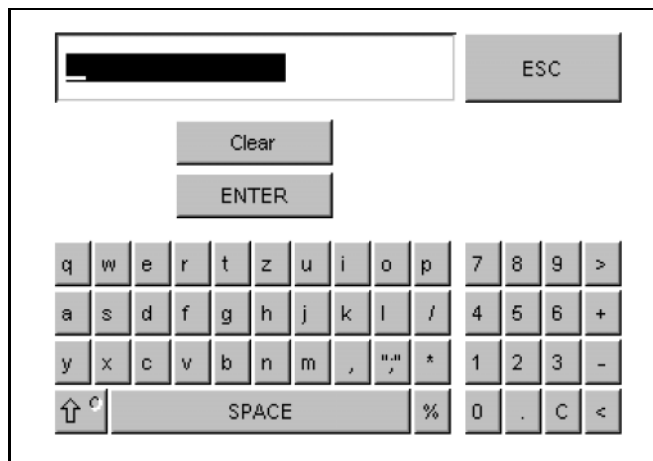 ESC
Clear
ENTER
q w e r t z u i o p 7 8 9 >
a s d f g h j k l / 4 5 6 +
y x c v b n m , ";" * 1 2 3 -
SPACE % 0 . C <